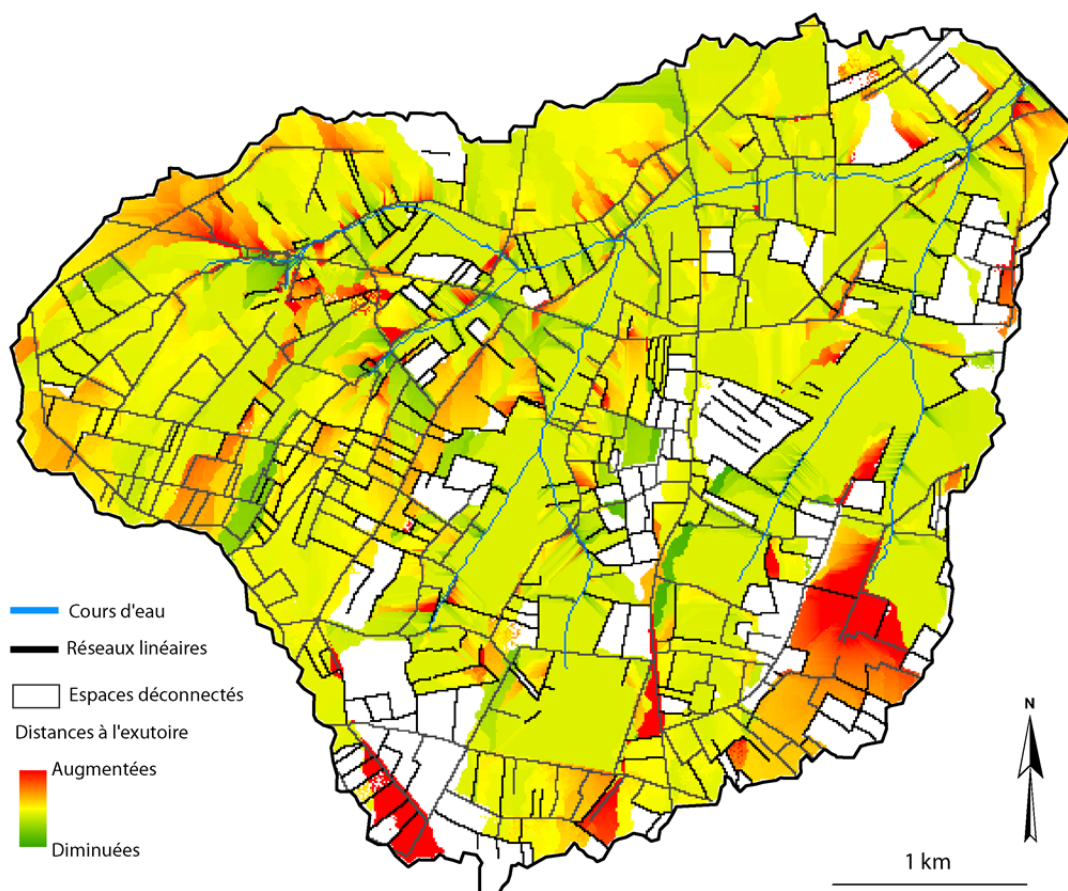 Cours d'eau
Réseaux linéaires
Espaces déconnectés
Distances à l'exutoire
Augmentées
Diminuées
N
1 km